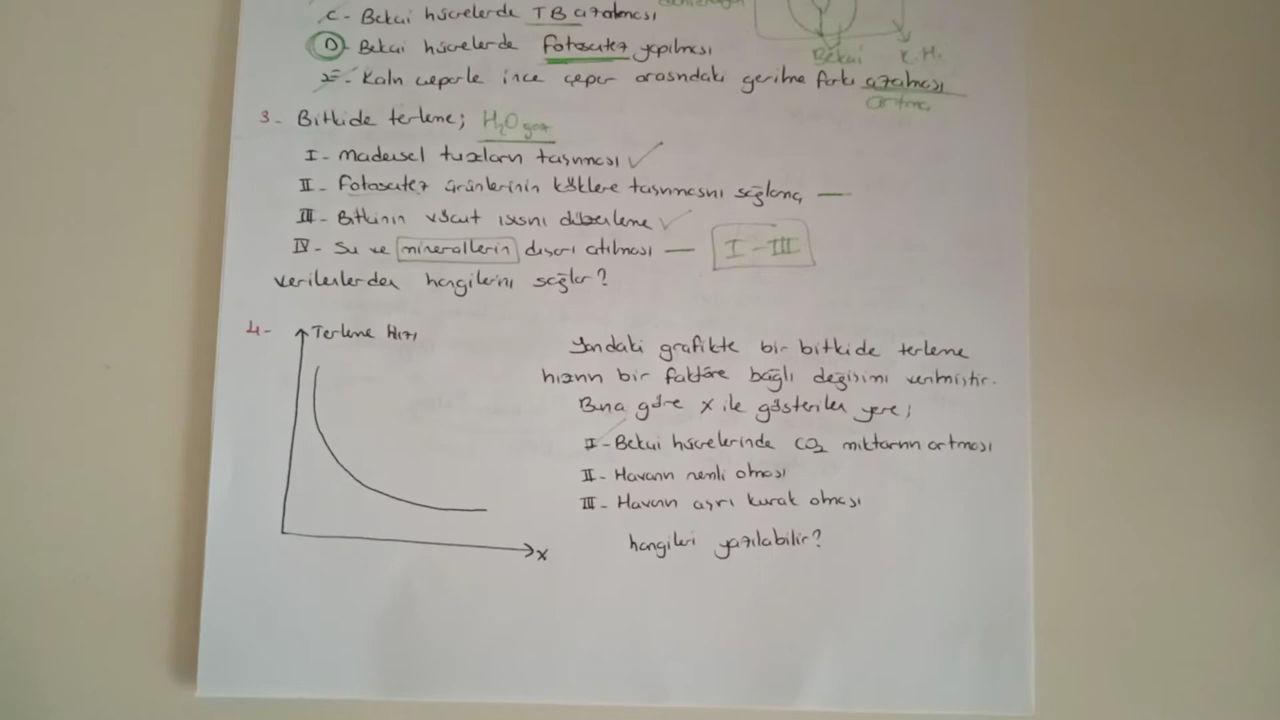 C- Bekçi hücrelerde TB azalması
D- Bekçi hücrelerde fotosentez yapılması
E- Kalın çeperle ince çeper arasındaki gerilme farkı azalması
artma
Bekçi K.H.
3- Bitkide terleme; H₂O gaz
I- madensel tuzların taşınması ✓
II- Fotosentez ürünlerinin köklere taşınmasını sağlama —
III- Bitkinin vücut ısısını düzenleme ✓
IV- Su ve minerallerin dışarı atılması — I-III
verilenlerden hangilerini sağlar?
4-
Terleme Hızı
x
Yandaki grafikte bir bitkide terleme
hızının bir faktöre bağlı değişimi verilmiştir.
Buna göre x ile gösterilen yere;
I- Bekçi hücrelerinde CO₂ miktarının artması
II- Havanın nemli olması
III- Havanın aşırı kurak olması
hangileri yazılabilir?